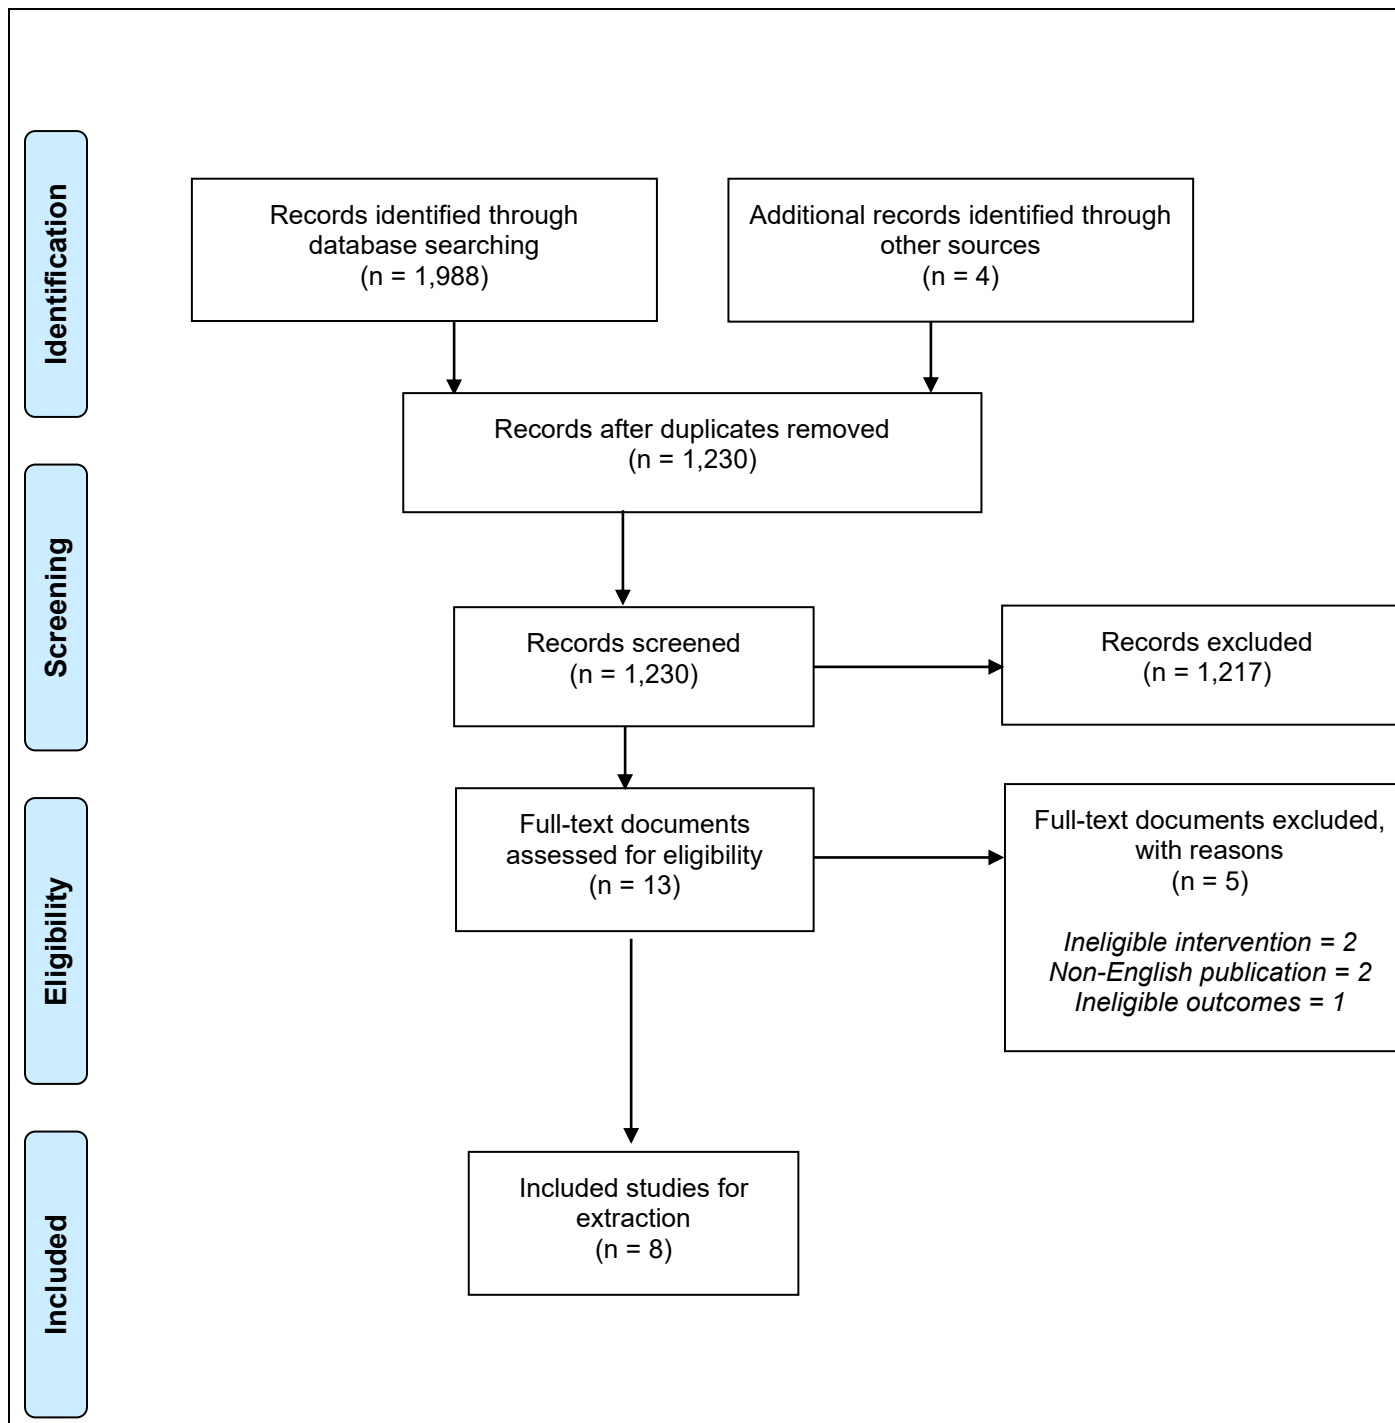 Identification
Records identified through
database searching
(n = 1,988)
Additional records identified through
other sources
(n = 4)
Records after duplicates removed
(n = 1,230)
Screening
Records screened
(n = 1,230)
Records excluded
(n = 1,217)
Eligibility
Full-text documents
assessed for eligibility
(n = 13)
Full-text documents excluded,
with reasons
(n = 5)
Ineligible intervention = 2
Non-English publication = 2
Ineligible outcomes = 1
Included
Included studies for
extraction
(n = 8)